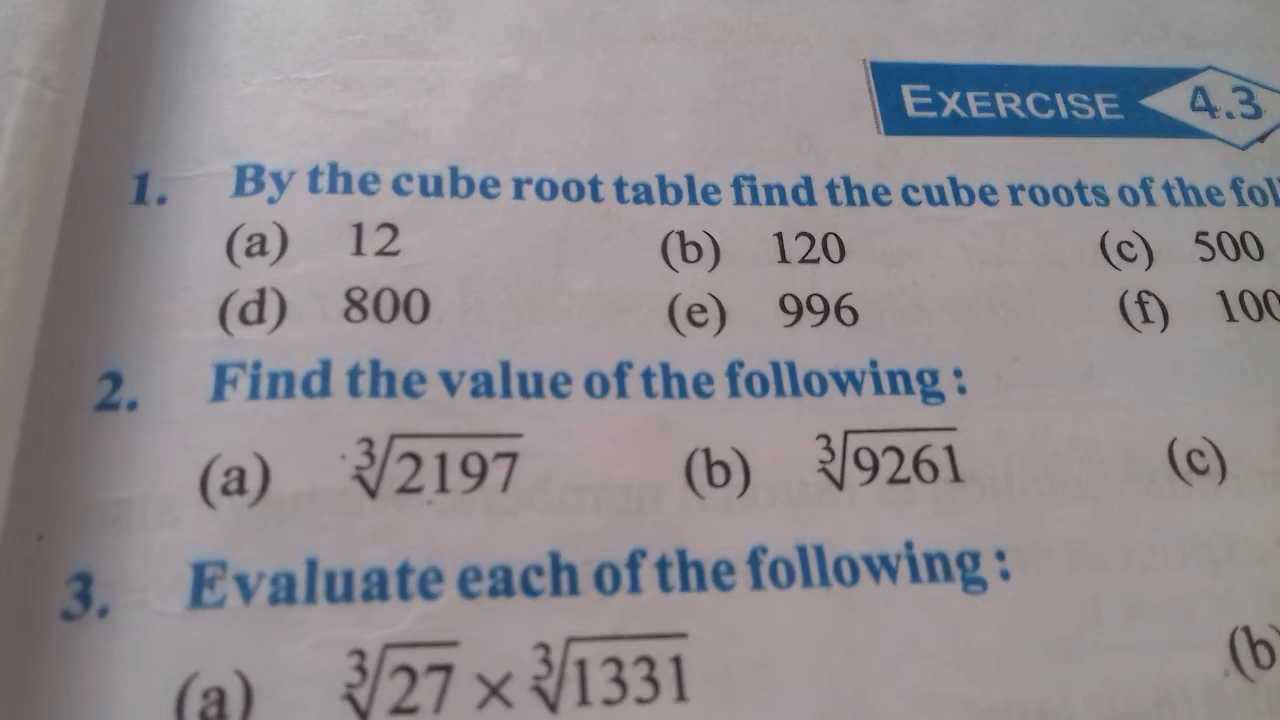 EXERCISE 4.3
1. By the cube root table find the cube roots of the
(a) 12 (b) 120 (c) 500
(d) 800 (e) 996 (f)
2. Find the value of the following :
(a) ∛2197 (b) ∛9261 (c)
3. Evaluate each of the following :
(a) ∛27 × ∛1331 (b)